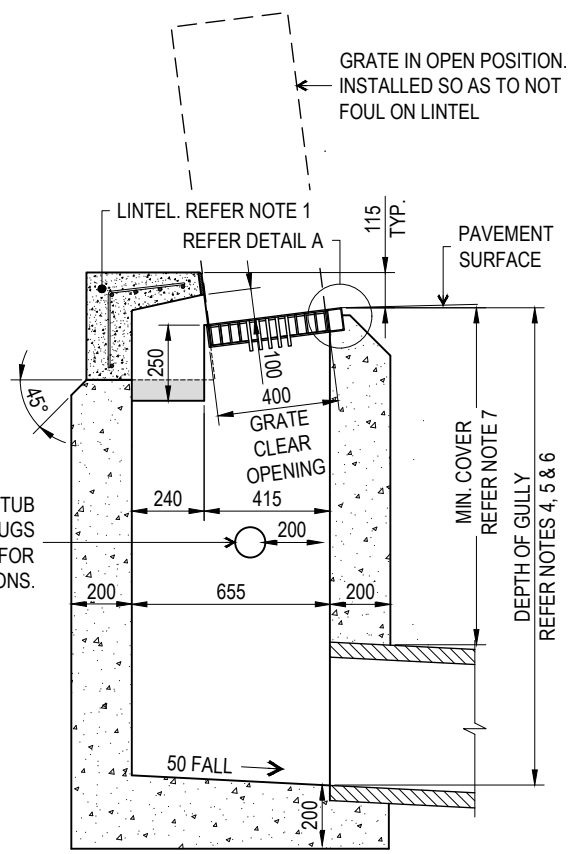 GRATE IN OPEN POSITION.
INSTALLED SO AS TO NOT
FOUL ON LINTEL
LINTEL. REFER NOTE 1
REFER DETAIL A
115
TYP.
PAVEMENT
SURFACE
250
100
45°
400
GRATE
CLEAR
OPENING
240
415
TUB
UGS
FOR
ONS.
200
200
655
200
MIN. COVER
REFER NOTE 7
DEPTH OF GULLY
REFER NOTES 4, 5 & 6
50 FALL
200